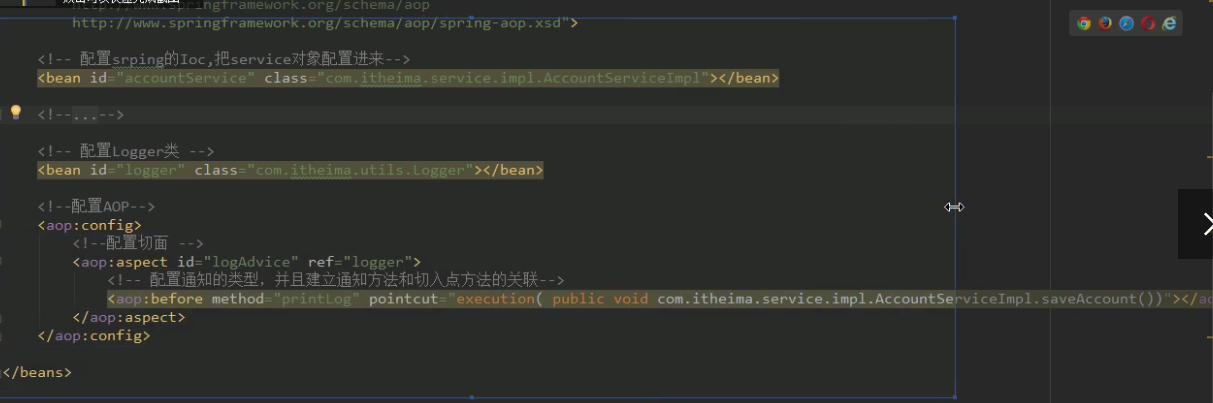 http://www.springframework.org/schema/aop
http://www.springframework.org/schema/aop/spring-aop.xsd">
<!-- 配置srping的Ioc,把service对象配置进来-->
<bean id="accountService" class="com.itheima.service.impl.AccountServiceImpl"></bean>
<!--...-->
<!-- 配置Logger类 -->
<bean id="logger" class="com.itheima.utils.Logger"></bean>
<!--配置AOP-->
<aop:config>
<!--配置切面 -->
<aop:aspect id="logAdvice" ref="logger">
<!-- 配置通知的类型，并且建立通知方法和切入点方法的关联-->
<aop:before method="printLog" pointcut="execution( public void com.itheima.service.impl.AccountServiceImpl.saveAccount())"></ao
</aop:aspect>
</aop:config>
</beans>